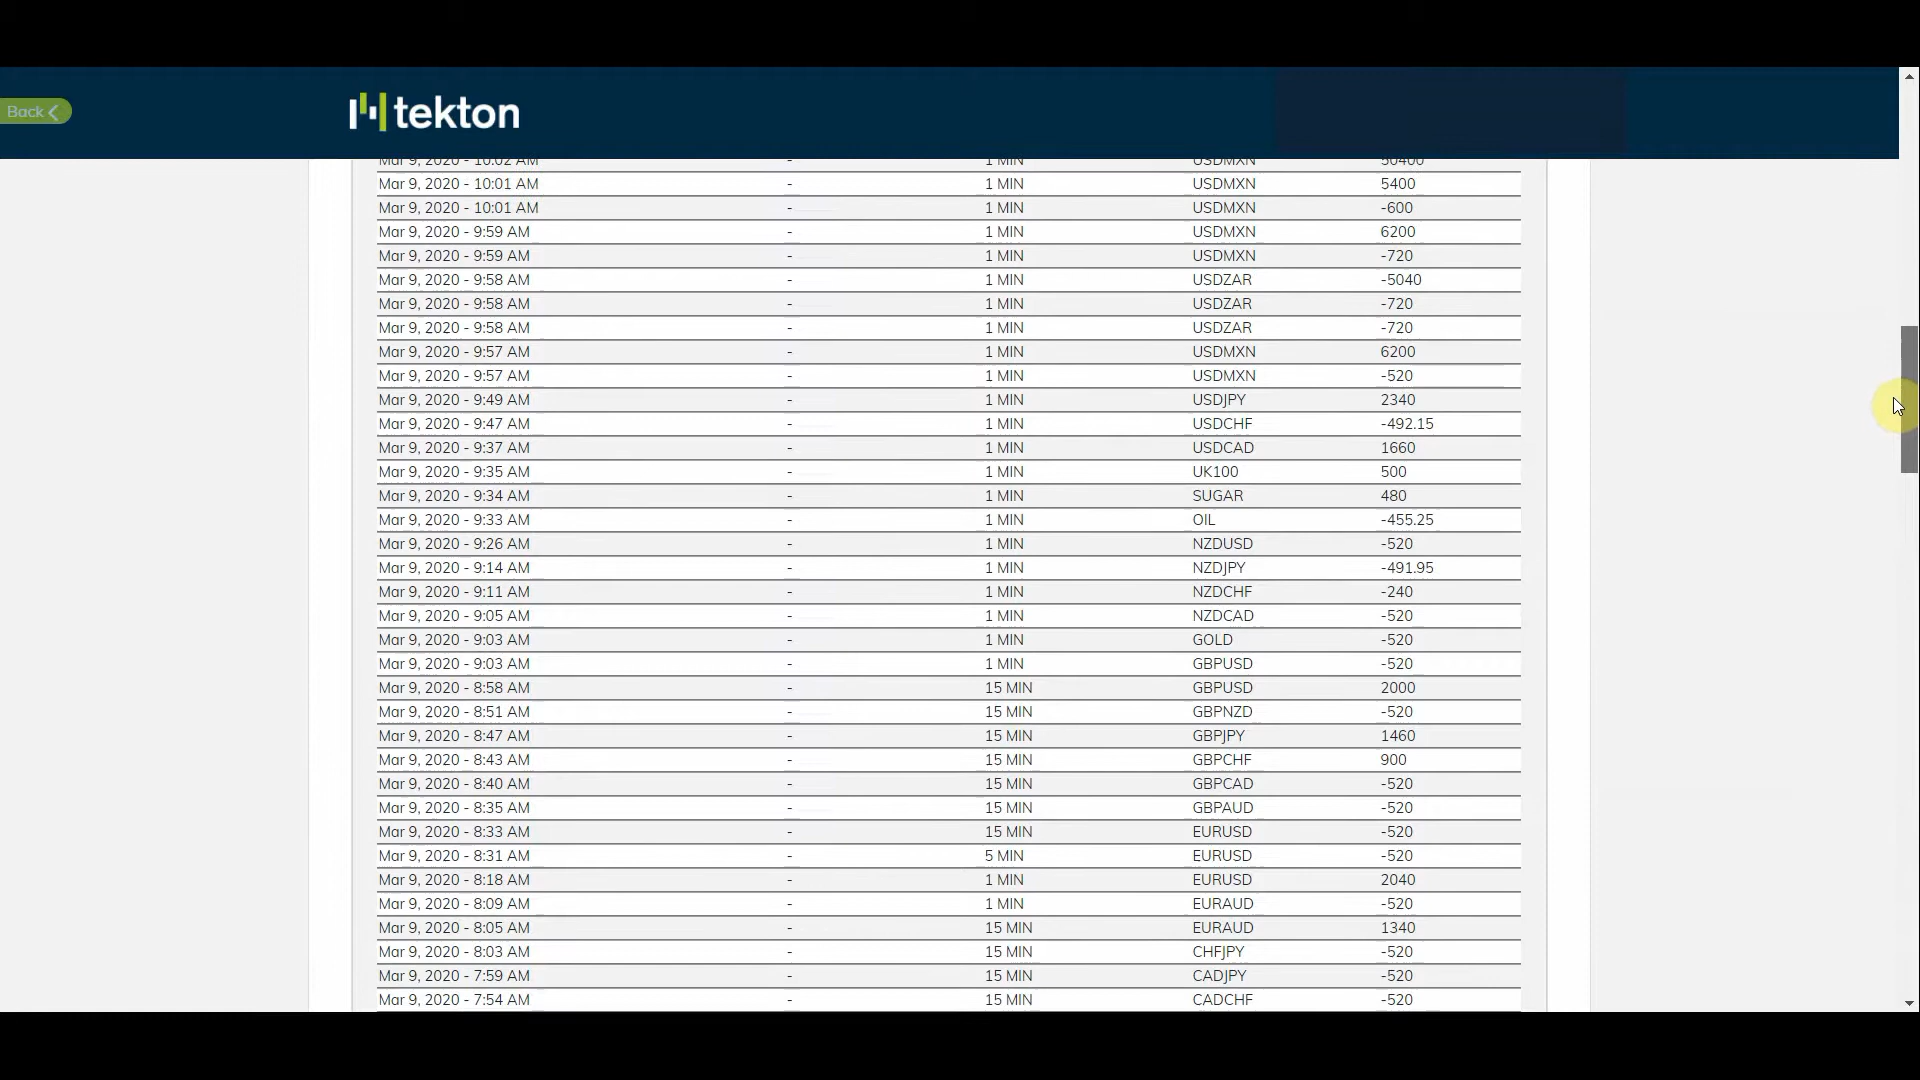 Back
tekton
Mar 9, 2020 - 10:02 AM - 1 MIN USDMXN 50400
Mar 9, 2020 - 10:01 AM - 1 MIN USDMXN 5400
Mar 9, 2020 - 10:01 AM - 1 MIN USDMXN -600
Mar 9, 2020 - 9:59 AM - 1 MIN USDMXN 6200
Mar 9, 2020 - 9:59 AM - 1 MIN USDMXN -720
Mar 9, 2020 - 9:58 AM - 1 MIN USDZAR -5040
Mar 9, 2020 - 9:58 AM - 1 MIN USDZAR -720
Mar 9, 2020 - 9:58 AM - 1 MIN USDZAR -720
Mar 9, 2020 - 9:57 AM - 1 MIN USDMXN 6200
Mar 9, 2020 - 9:57 AM - 1 MIN USDMXN -520
Mar 9, 2020 - 9:49 AM - 1 MIN USDJPY 2340
Mar 9, 2020 - 9:47 AM - 1 MIN USDCHF -492.15
Mar 9, 2020 - 9:37 AM - 1 MIN USDCAD 1660
Mar 9, 2020 - 9:35 AM - 1 MIN UK100 500
Mar 9, 2020 - 9:34 AM - 1 MIN SUGAR 480
Mar 9, 2020 - 9:33 AM - 1 MIN OIL -455.25
Mar 9, 2020 - 9:26 AM - 1 MIN NZDUSD -520
Mar 9, 2020 - 9:14 AM - 1 MIN NZDJPY -491.95
Mar 9, 2020 - 9:11 AM - 1 MIN NZDCHF -240
Mar 9, 2020 - 9:05 AM - 1 MIN NZDCAD -520
Mar 9, 2020 - 9:03 AM - 1 MIN GOLD -520
Mar 9, 2020 - 9:03 AM - 1 MIN GBPUSD -520
Mar 9, 2020 - 8:58 AM - 15 MIN GBPUSD 2000
Mar 9, 2020 - 8:51 AM - 15 MIN GBPNZD -520
Mar 9, 2020 - 8:47 AM - 15 MIN GBPJPY 1460
Mar 9, 2020 - 8:43 AM - 15 MIN GBPCHF 900
Mar 9, 2020 - 8:40 AM - 15 MIN GBPCAD -520
Mar 9, 2020 - 8:35 AM - 15 MIN GBPAUD -520
Mar 9, 2020 - 8:33 AM - 15 MIN EURUSD -520
Mar 9, 2020 - 8:31 AM - 5 MIN EURUSD -520
Mar 9, 2020 - 8:18 AM - 1 MIN EURUSD 2040
Mar 9, 2020 - 8:09 AM - 1 MIN EURAUD -520
Mar 9, 2020 - 8:05 AM - 15 MIN EURAUD 1340
Mar 9, 2020 - 8:03 AM - 15 MIN CHFJPY -520
Mar 9, 2020 - 7:59 AM - 15 MIN CADJPY -520
Mar 9, 2020 - 7:54 AM - 15 MIN CADCHF -520